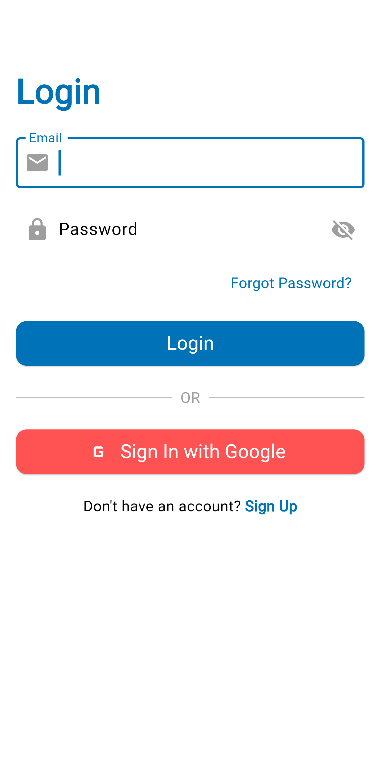 Login
Email
Password
Forgot Password?
Login
OR
G Sign In with Google
Don't have an account? Sign Up